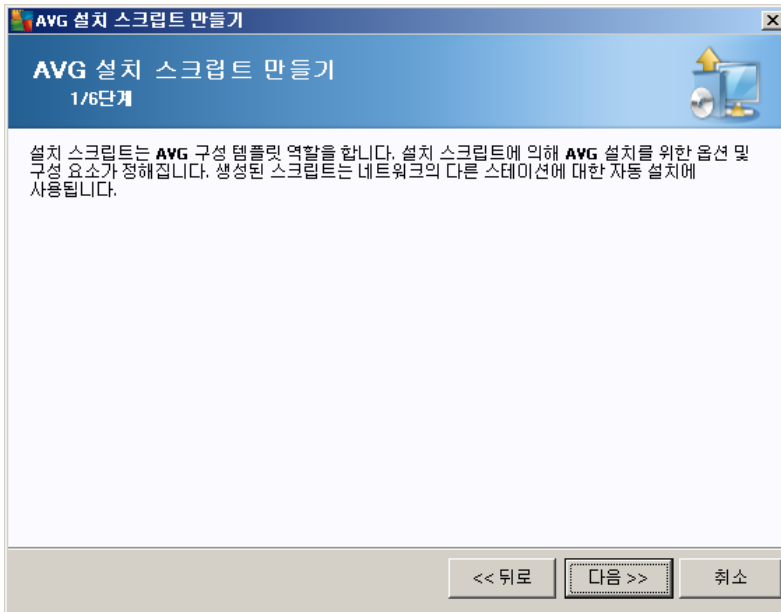 AVG 설치 스크립트 만들기
AVG 설치 스크립트 만들기
1/6단계
설치 스크립트는 AVG 구성 템플릿 역할을 합니다. 설치 스크립트에 의해 AVG 설치를 위한 옵션 및
구성 요소가 정해집니다. 생성된 스크립트는 네트워크의 다른 스테이션에 대한 자동 설치에
사용됩니다.
<< 뒤로
다음 >>
취소